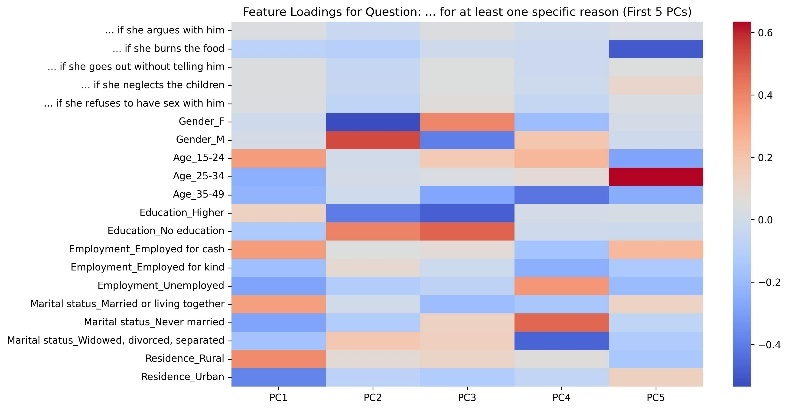 Feature Loadings for Question: ... for at least one specific reason (First 5 PCs)
... if she argues with him
... if she burns the food
... if she goes out without telling him
... if she neglects the children
... if she refuses to have sex with him
Gender_F
Gender_M
Age_15-24
Age_25-34
Age_35-49
Education_Higher
Education_No education
Employment_Employed for cash
Employment_Employed for kind
Employment_Unemployed
Marital status_Married or living together
Marital status_Never married
Marital status_Widowed, divorced, separated
Residence_Rural
Residence_Urban
PC1 PC2 PC3 PC4 PC5
0.6
0.4
0.2
0.0
−0.2
−0.4